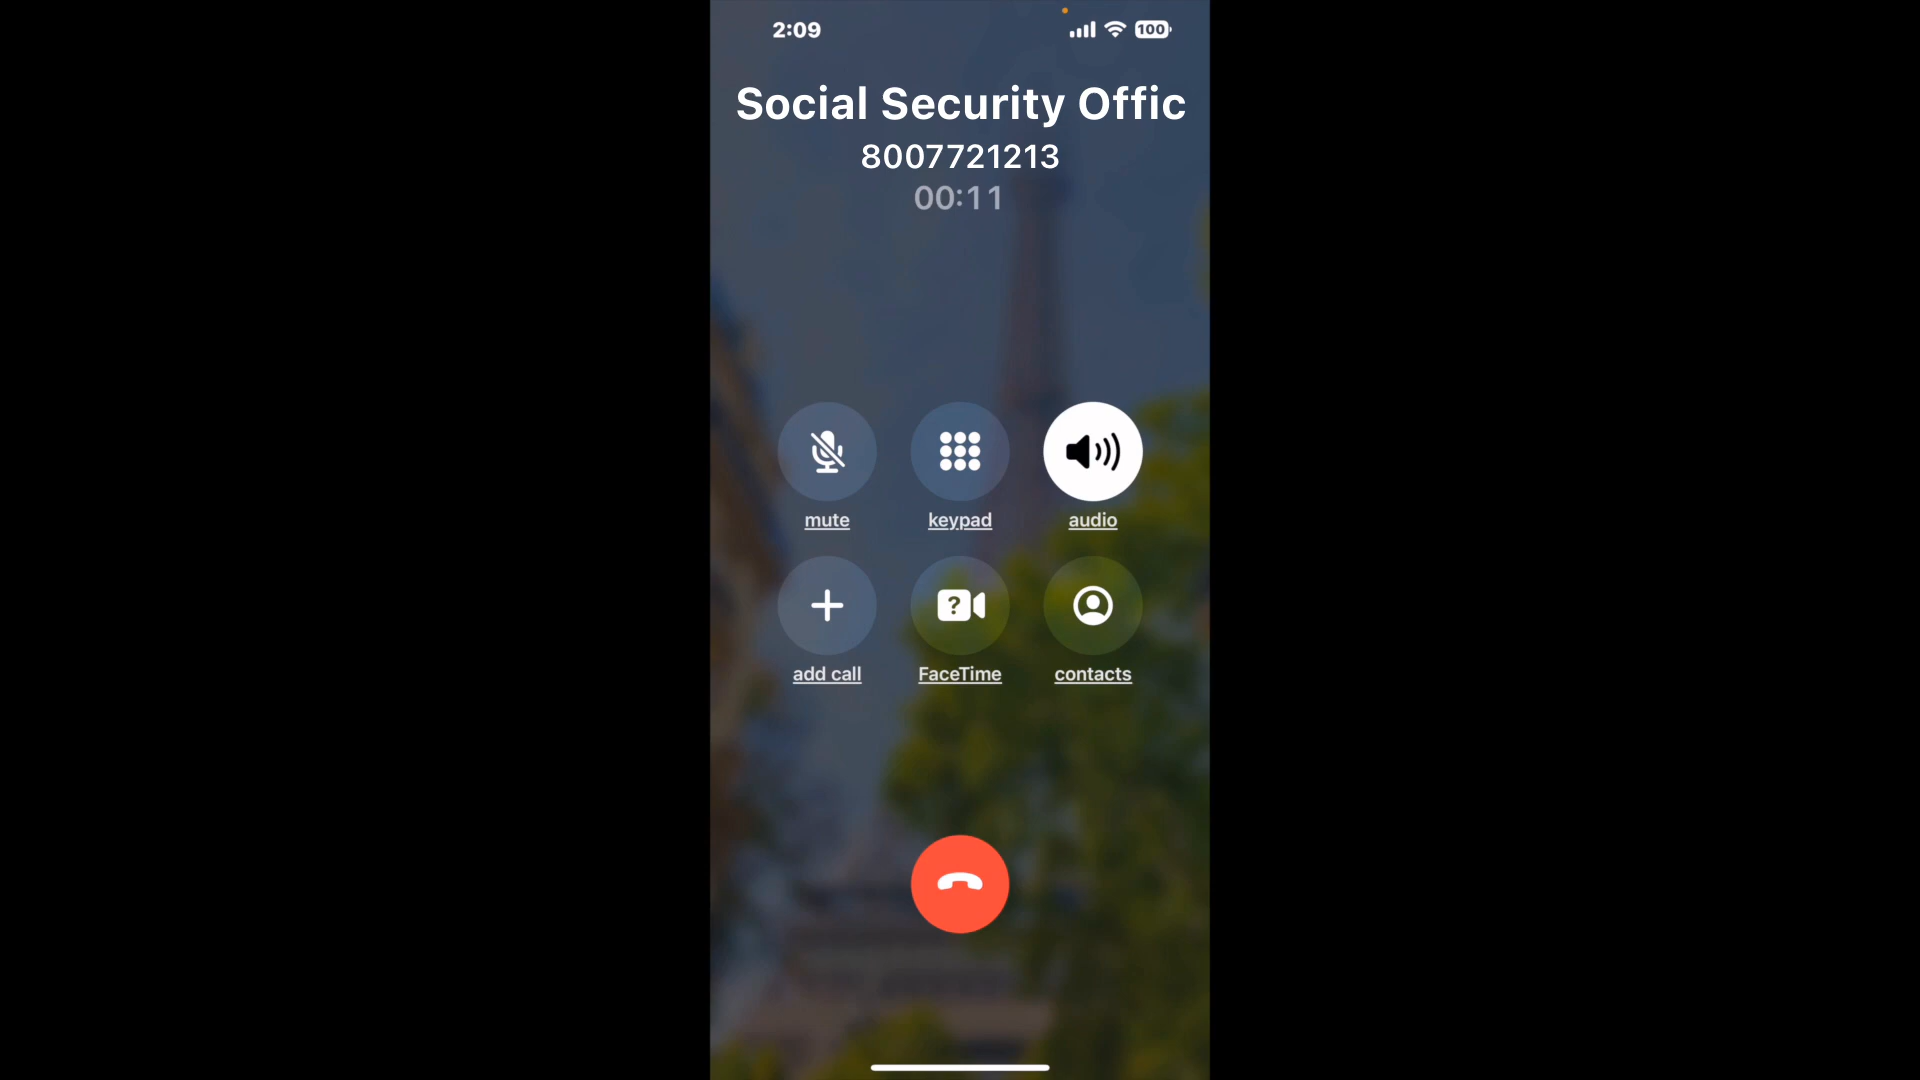 2:09
100
Social Security Offic
8007721213
00:11
mute
keypad
audio
?
add call
FaceTime
contacts